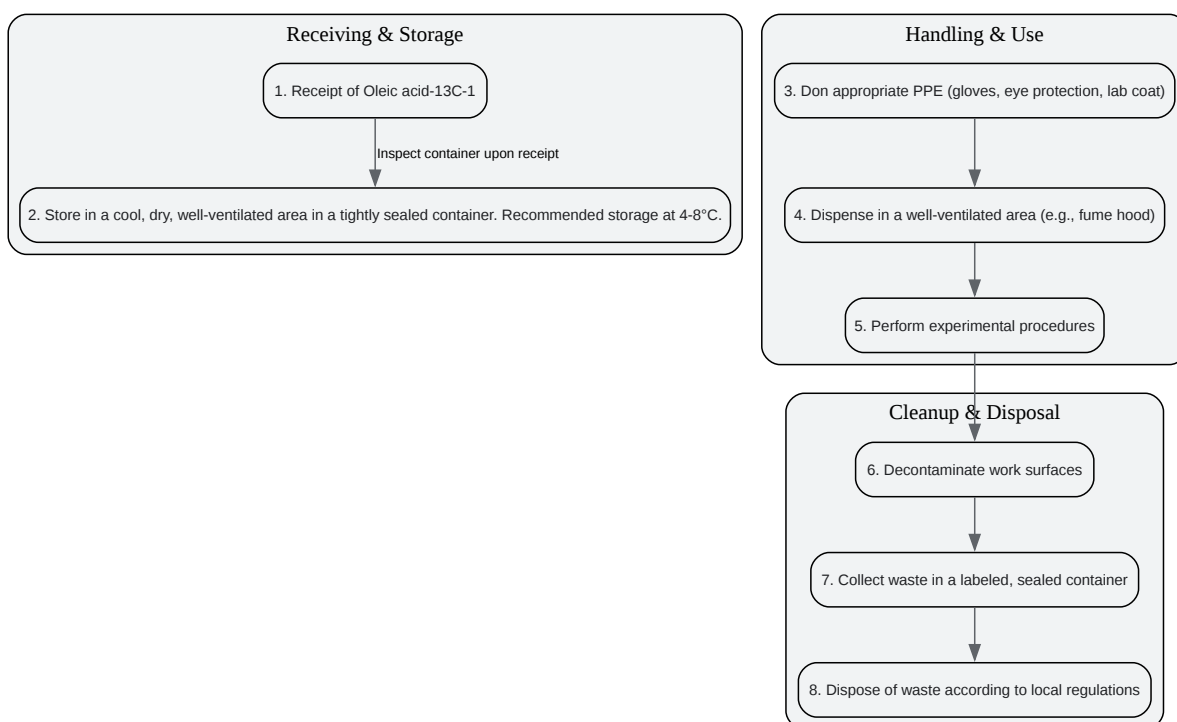 Receiving & Storage
1. Receipt of Oleic acid-13C-1
Inspect container upon receipt
2. Store in a cool, dry, well-ventilated area in a tightly sealed container. Recommended storage at 4-8°C.
Handling & Use
3. Don appropriate PPE (gloves, eye protection, lab coat)
4. Dispense in a well-ventilated area (e.g., fume hood)
5. Perform experimental procedures
Cleanup & Disposal
6. Decontaminate work surfaces
7. Collect waste in a labeled, sealed container
8. Dispose of waste according to local regulations